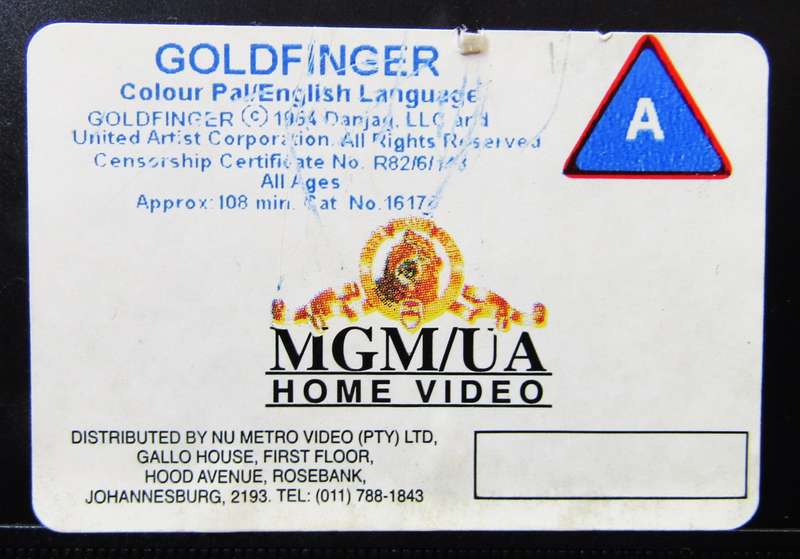 GOLDFINGER
Colour Pal/English Language
GOLDFINGER © 1964 Danjaq, LLC and
United Artist Corporation. All Rights Reserved
Censorship Certificate No. R82/6/
All Ages
Approx: 108 min. Cat No.
A
MGM/UA
HOME VIDEO
DISTRIBUTED BY NU METRO VIDEO (PTY) LTD,
GALLO HOUSE, FIRST FLOOR,
HOOD AVENUE, ROSEBANK,
JOHANNESBURG, 2193. TEL: (011) 788-1843